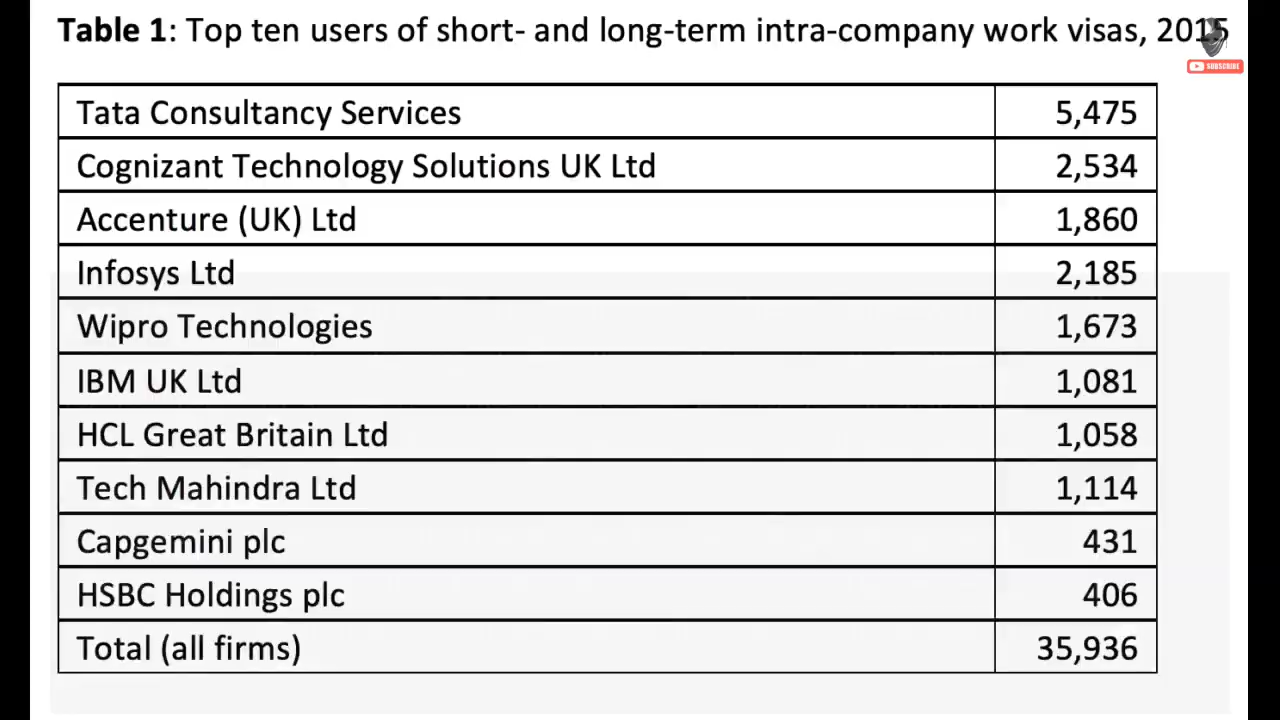 Table 1: Top ten users of short- and long-term intra-company work visas, 2015
SUBSCRIBE
Tata Consultancy Services 5,475
Cognizant Technology Solutions UK Ltd 2,534
Accenture (UK) Ltd 1,860
Infosys Ltd 2,185
Wipro Technologies 1,673
IBM UK Ltd 1,081
HCL Great Britain Ltd 1,058
Tech Mahindra Ltd 1,114
Capgemini plc 431
HSBC Holdings plc 406
Total (all firms) 35,936